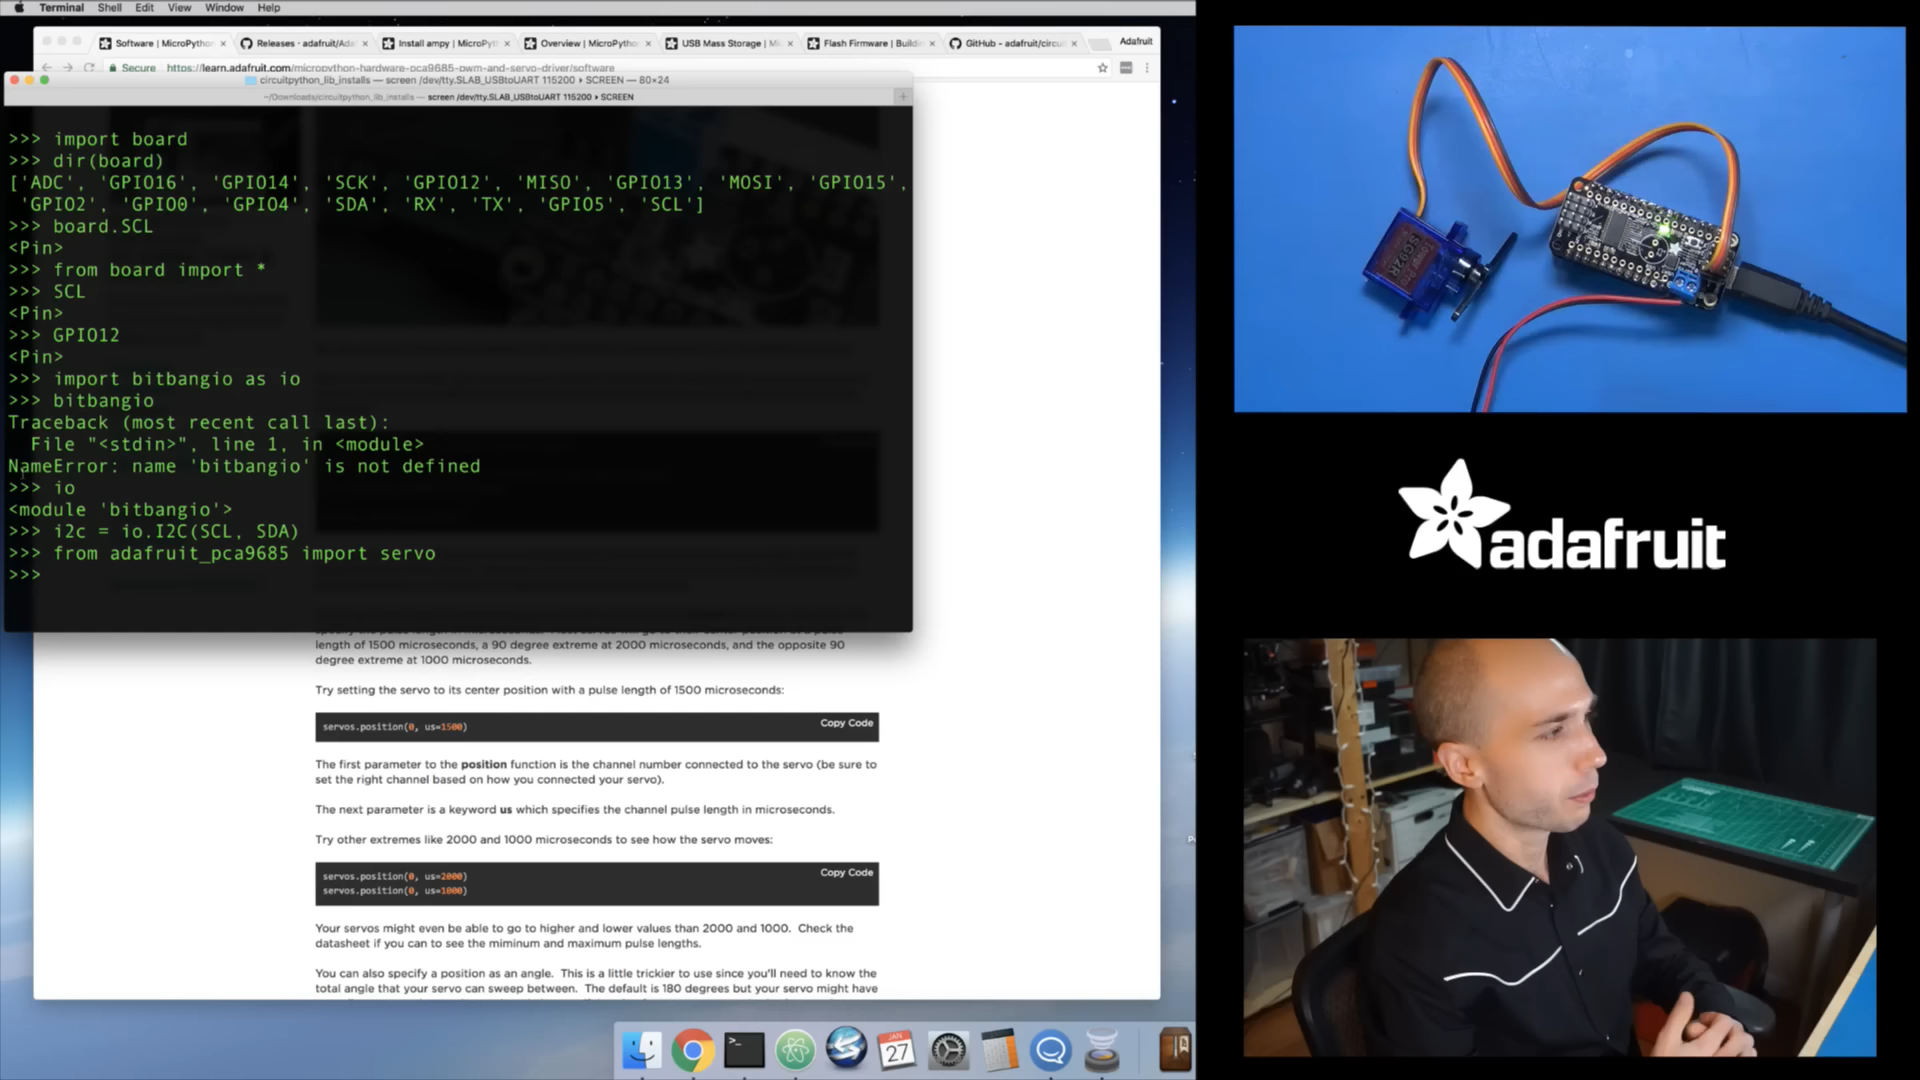 Terminal Shell Edit View Window Help
Software | MicroPython
Releases · adafruit/Ada
Install ampy | MicroPyth
Overview | MicroPython
USB Mass Storage | Mi
Flash Firmware | Buildin
GitHub - adafruit/circu
Adafruit
Secure https://learn.adafruit.com/micropython-hardware-pca9685-pwm-and-servo-driver/software
circuitpython_lib_installs — screen /dev/tty.SLAB_USBtoUART 115200 ▸ SCREEN — 80×24
~/Downloads/circuitpython_lib_installs — screen /dev/tty.SLAB_USBtoUART 115200 ▸ SCREEN
>>> import board
>>> dir(board)
['ADC', 'GPIO16', 'GPIO14', 'SCK', 'GPIO12', 'MISO', 'GPIO13', 'MOSI', 'GPIO15',
'GPIO2', 'GPIO0', 'GPIO4', 'SDA', 'RX', 'TX', 'GPIO5', 'SCL']
>>> board.SCL
<Pin>
>>> from board import *
>>> SCL
<Pin>
>>> GPIO12
<Pin>
>>> import bitbangio as io
>>> bitbangio
Traceback (most recent call last):
File "<stdin>", line 1, in <module>
NameError: name 'bitbangio' is not defined
>>> io
<module 'bitbangio'>
>>> i2c = io.I2C(SCL, SDA)
>>> from adafruit_pca9685 import servo
>>>
length of 1500 microseconds, a 90 degree extreme at 2000 microseconds, and the opposite 90
degree extreme at 1000 microseconds.
Try setting the servo to its center position with a pulse length of 1500 microseconds:
servos.position(0, us=1500)
Copy Code
The first parameter to the position function is the channel number connected to the servo (be sure to
set the right channel based on how you connected your servo).
The next parameter is a keyword us which specifies the channel pulse length in microseconds.
Try other extremes like 2000 and 1000 microseconds to see how the servo moves:
servos.position(0, us=2000)
Copy Code
servos.position(0, us=1000)
Your servos might even be able to go to higher and lower values than 2000 and 1000. Check the
datasheet if you can to see the miminum and maximum pulse lengths.
You can also specify a position as an angle. This is a little trickier to use since you'll need to know the
total angle that your servo can sweep between. The default is 180 degrees but your servo might have
JAN
27
SG92R
adafruit